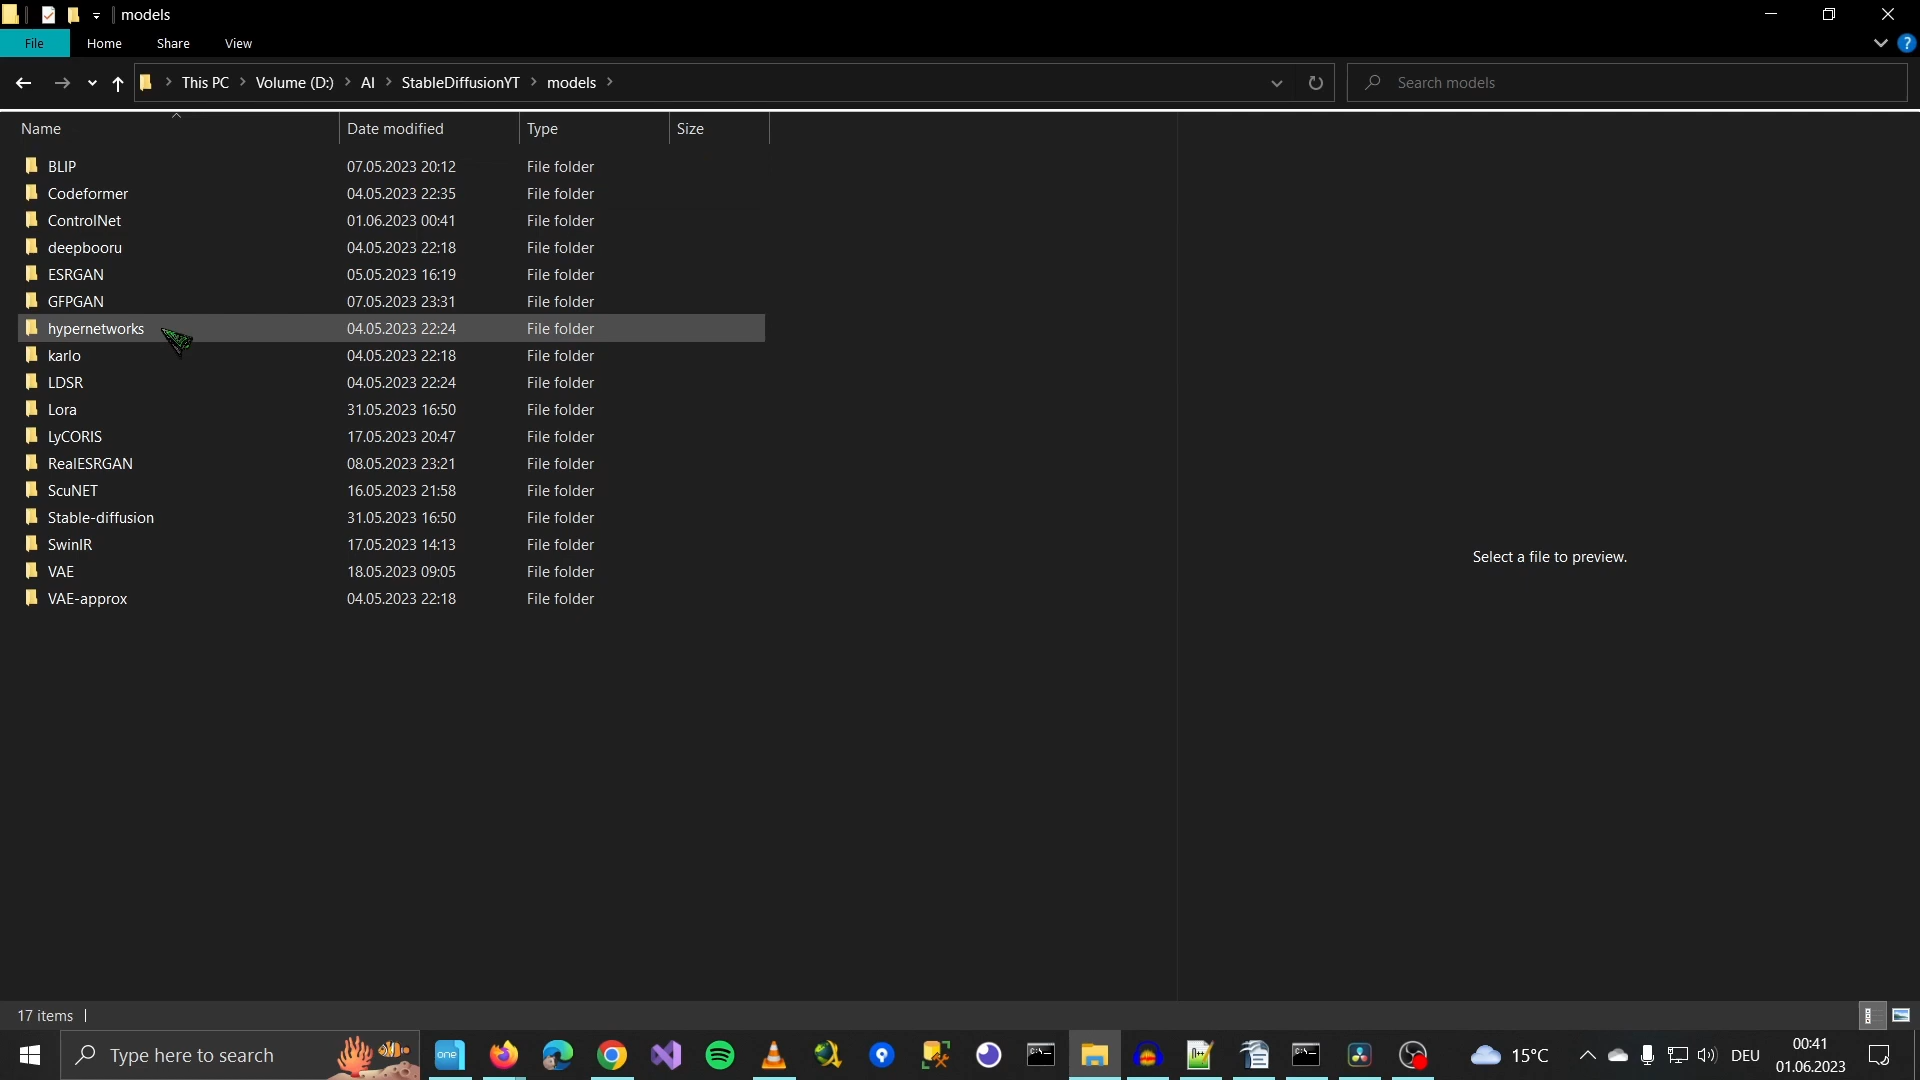 models
File Home Share View
This PC Volume (D:) AI StableDiffusionYT models Search models
Name Date modified Type Size
BLIP 07.05.2023 20:12 File folder
Codeformer 04.05.2023 22:35 File folder
ControlNet 01.06.2023 00:41 File folder
deepbooru 04.05.2023 22:18 File folder
ESRGAN 05.05.2023 16:19 File folder
GFPGAN 07.05.2023 23:31 File folder
hypernetworks 04.05.2023 22:24 File folder
karlo 04.05.2023 22:18 File folder
LDSR 04.05.2023 22:24 File folder
Lora 31.05.2023 16:50 File folder
LyCORIS 17.05.2023 20:47 File folder
RealESRGAN 08.05.2023 23:21 File folder
ScuNET 16.05.2023 21:58 File folder
Stable-diffusion 31.05.2023 16:50 File folder
SwinIR 17.05.2023 14:13 File folder
VAE 18.05.2023 09:05 File folder
VAE-approx 04.05.2023 22:18 File folder
Select a file to preview.
17 items
Type here to search one 15°C DEU 00:41
01.06.2023